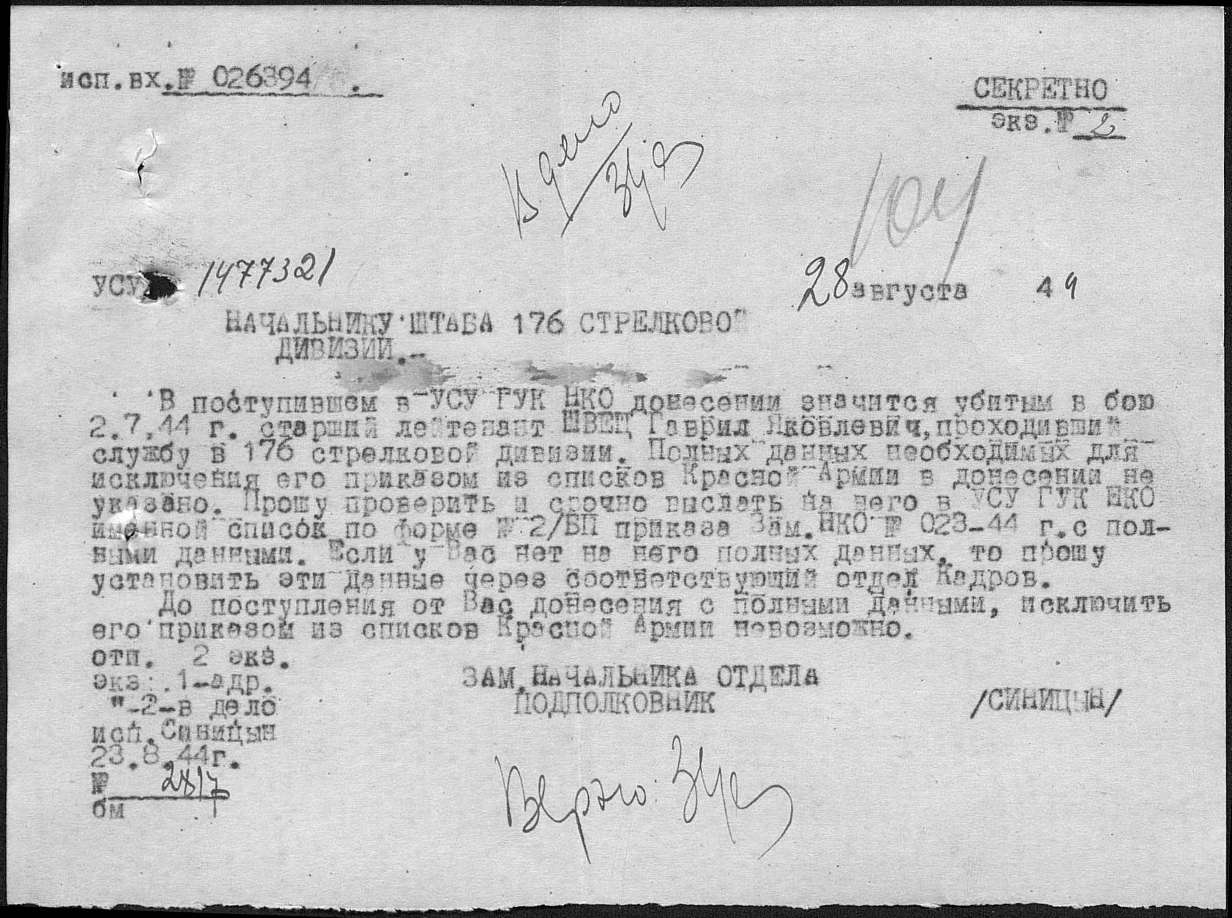 исп.вх.№ 026394
СЕКРЕТНО
экз.№ 2
В дело
УСУ 1477321
28 августа 44
НАЧАЛЬНИКУ ШТАБА 176 СТРЕЛКОВОЙ
ДИВИЗИИ.-
В поступившем в УСУ ГУК НКО донесении значится убитым в бою
2.7.44 г. старший лейтенант ШВЕЦ Гаврил Яковлевич,проходивший
службу в 176 стрелковой дивизии. Полных данных необходимых для
исключения его приказом из списков Красной Армии в донесении не
указано. Прошу проверить и срочно выслать на него в УСУ ГУК НКО
именной список по форме № 2/БП приказа Зам.НКО № 023-44 г.с пол-
ными данными. Если у Вас нет на него полных данных, то прошу
установить эти данные через соответствующий отдел Кадров.
До поступления от Вас донесения с полными данными, исключить
его приказом из списков Красной Армии невозможно.
отп. 2 экз.
экз.1-адр.
"-2-в дело
исп.Синицын
23.8.44г.
№ 2817
бм
ЗАМ.НАЧАЛЬНИКА ОТДЕЛА
ПОДПОЛКОВНИК
/СИНИЦЫН/
Верно: